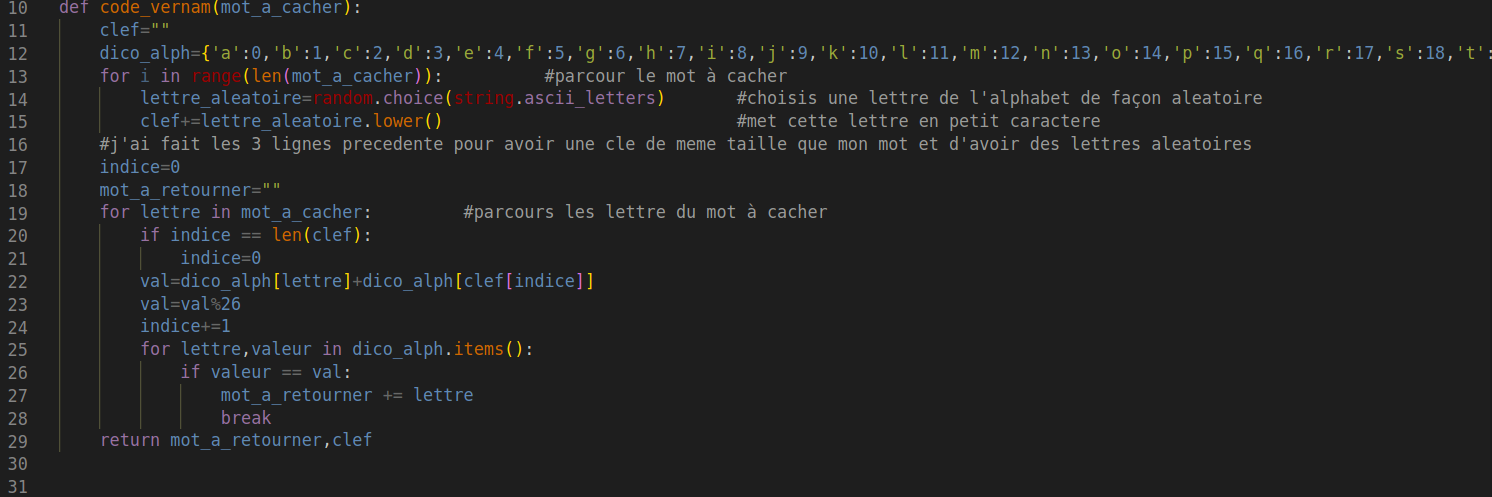 10 def code_vernam(mot_a_cacher):
11     clef=""
12     dico_alph={'a':0,'b':1,'c':2,'d':3,'e':4,'f':5,'g':6,'h':7,'i':8,'j':9,'k':10,'l':11,'m':12,'n':13,'o':14,'p':15,'q':16,'r':17,'s':18,'t':
13     for i in range(len(mot_a_cacher)):          #parcour le mot à cacher
14         lettre_aleatoire=random.choice(string.ascii_letters)       #choisis une lettre de l'alphabet de façon aleatoire
15         clef+=lettre_aleatoire.lower()                             #met cette lettre en petit caractere
16     #j'ai fait les 3 lignes precedente pour avoir une cle de meme taille que mon mot et d'avoir des lettres aleatoires
17     indice=0
18     mot_a_retourner=""
19     for lettre in mot_a_cacher:         #parcours les lettre du mot à cacher
20         if indice == len(clef):
21             indice=0
22         val=dico_alph[lettre]+dico_alph[clef[indice]]
23         val=val%26
24         indice+=1
25         for lettre,valeur in dico_alph.items():
26             if valeur == val:
27                 mot_a_retourner += lettre
28                 break
29     return mot_a_retourner,clef
30
31